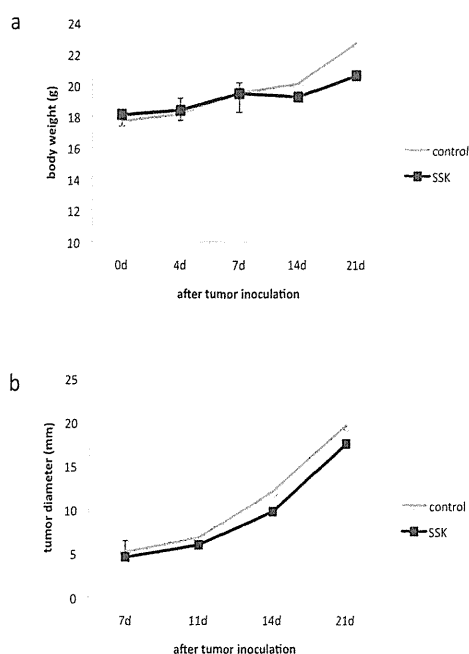 a
24
22
20
18
16
14
12
10
body weight (g)
0d 4d 7d 14d 21d
after tumor inoculation
control
SSK
b
25
20
15
10
5
0
tumor diameter (mm)
7d 11d 14d 21d
after tumor inoculation
control
SSK